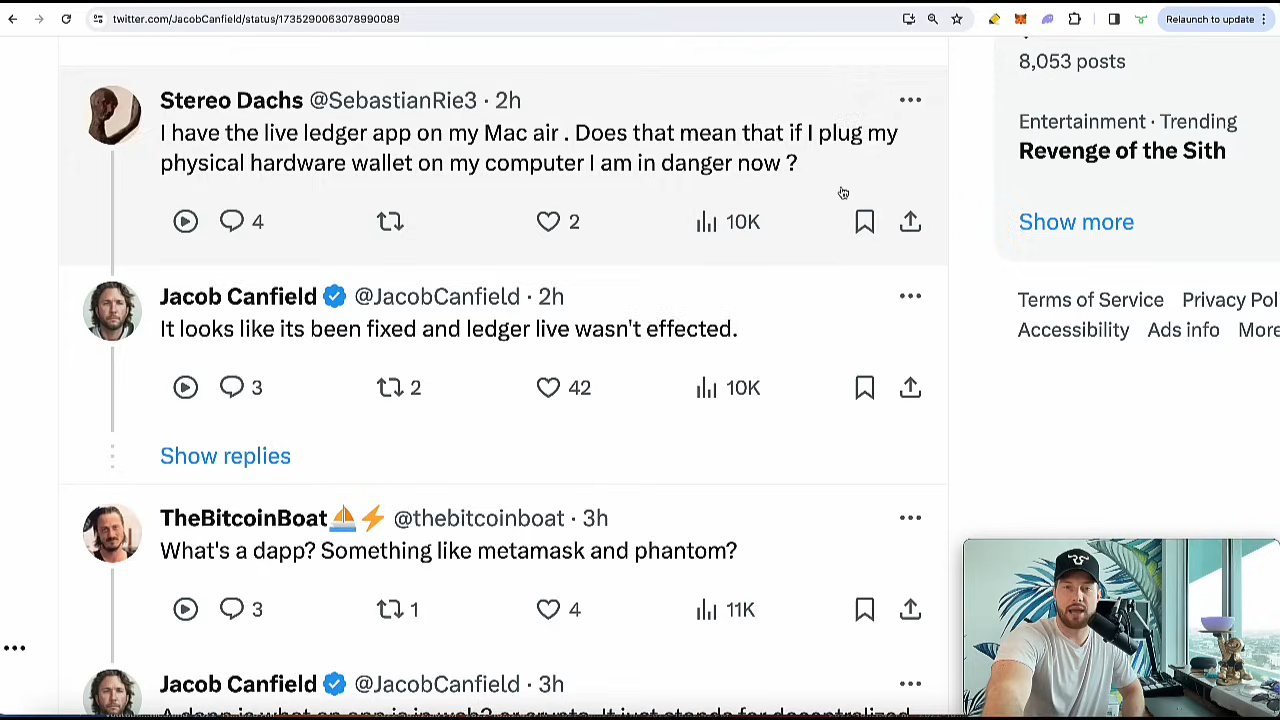 twitter.com/JacobCanfield/status/1735290063078990089
Relaunch to update
8,053 posts
Stereo Dachs @SebastianRie3 · 2h
I have the live ledger app on my Mac air . Does that mean that if I plug my
physical hardware wallet on my computer I am in danger now ?
4
2
10K
Entertainment · Trending
Revenge of the Sith
Show more
Jacob Canfield @JacobCanfield · 2h
It looks like its been fixed and ledger live wasn't effected.
3
2
42
10K
Terms of Service Privacy Pol
Accessibility Ads info More
Show replies
TheBitcoinBoat⛵⚡ @thebitcoinboat · 3h
What's a dapp? Something like metamask and phantom?
3
1
4
11K
Jacob Canfield @JacobCanfield · 3h